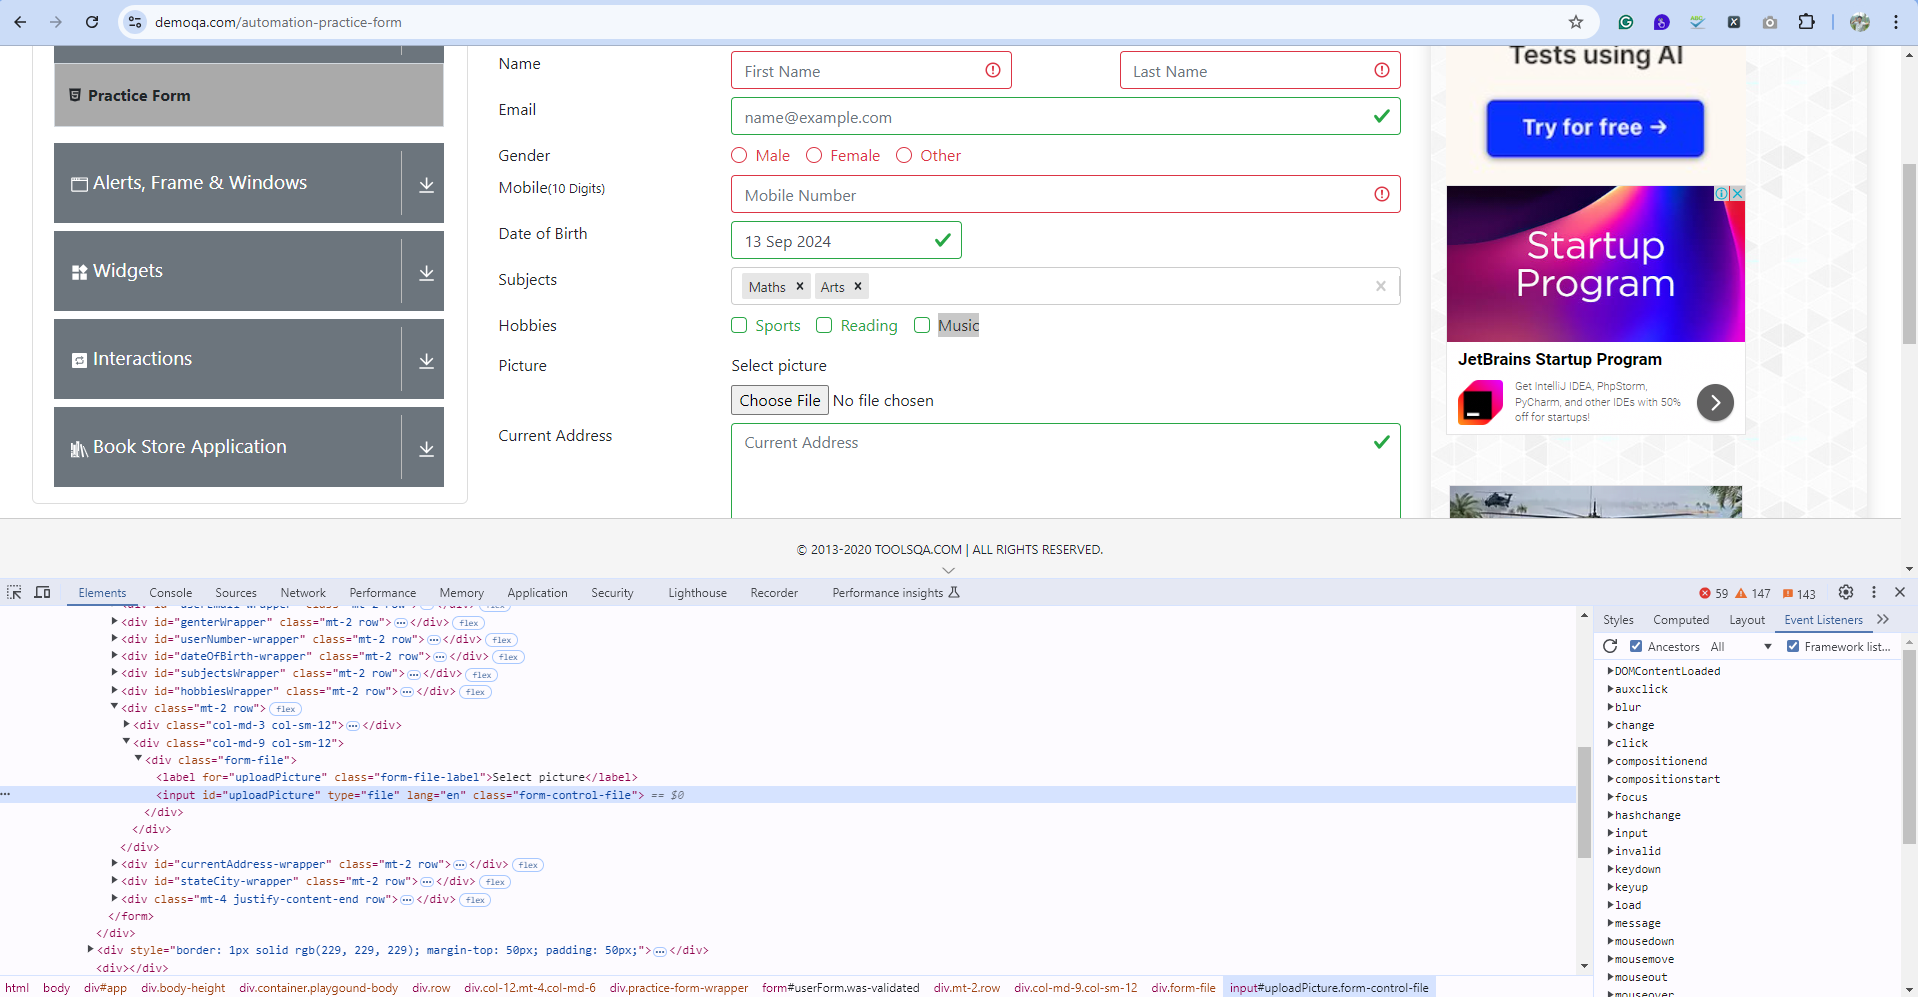 demoqa.com/automation-practice-form
Practice Form
Alerts, Frame & Windows
Widgets
Interactions
Book Store Application
Name
First Name
Last Name
Email
name@example.com
Gender
Male
Female
Other
Mobile(10 Digits)
Mobile Number
Date of Birth
13 Sep 2024
Subjects
Maths ×
Arts ×
Hobbies
Sports
Reading
Music
Picture
Select picture
Choose File No file chosen
Current Address
Current Address
Tests using AI
Try for free →
Startup
Program
JetBrains Startup Program
Get IntelliJ IDEA, PhpStorm,
PyCharm, and other IDEs with 50%
off for startups!
© 2013-2020 TOOLSQA.COM | ALL RIGHTS RESERVED.
Elements Console Sources Network Performance Memory Application Security Lighthouse Recorder Performance insights
59 147 143
<div id="genterWrapper" class="mt-2 row">…</div> flex
<div id="userNumber-wrapper" class="mt-2 row">…</div> flex
<div id="dateOfBirth-wrapper" class="mt-2 row">…</div> flex
<div id="subjectsWrapper" class="mt-2 row">…</div> flex
<div id="hobbiesWrapper" class="mt-2 row">…</div> flex
<div class="mt-2 row"> flex
<div class="col-md-3 col-sm-12">…</div>
<div class="col-md-9 col-sm-12">
<div class="form-file">
<label for="uploadPicture" class="form-file-label">Select picture</label>
<input id="uploadPicture" type="file" lang="en" class="form-control-file"> == $0
</div>
</div>
</div>
<div id="currentAddress-wrapper" class="mt-2 row">…</div> flex
<div id="stateCity-wrapper" class="mt-2 row">…</div> flex
<div class="mt-4 justify-content-end row">…</div> flex
</form>
</div>
<div style="border: 1px solid rgb(229, 229, 229); margin-top: 50px; padding: 50px;">…</div>
<div></div>
html body div#app div.body-height div.container.playgound-body div.row div.col-12.mt-4.col-md-6 div.practice-form-wrapper form#userForm.was-validated div.mt-2.row div.col-md-9.col-sm-12 div.form-file input#uploadPicture.form-control-file
Styles Computed Layout Event Listeners
Ancestors All Framework list...
DOMContentLoaded
auxclick
blur
change
click
compositionend
compositionstart
focus
hashchange
input
invalid
keydown
keyup
load
message
mousedown
mousemove
mouseout
mouseover